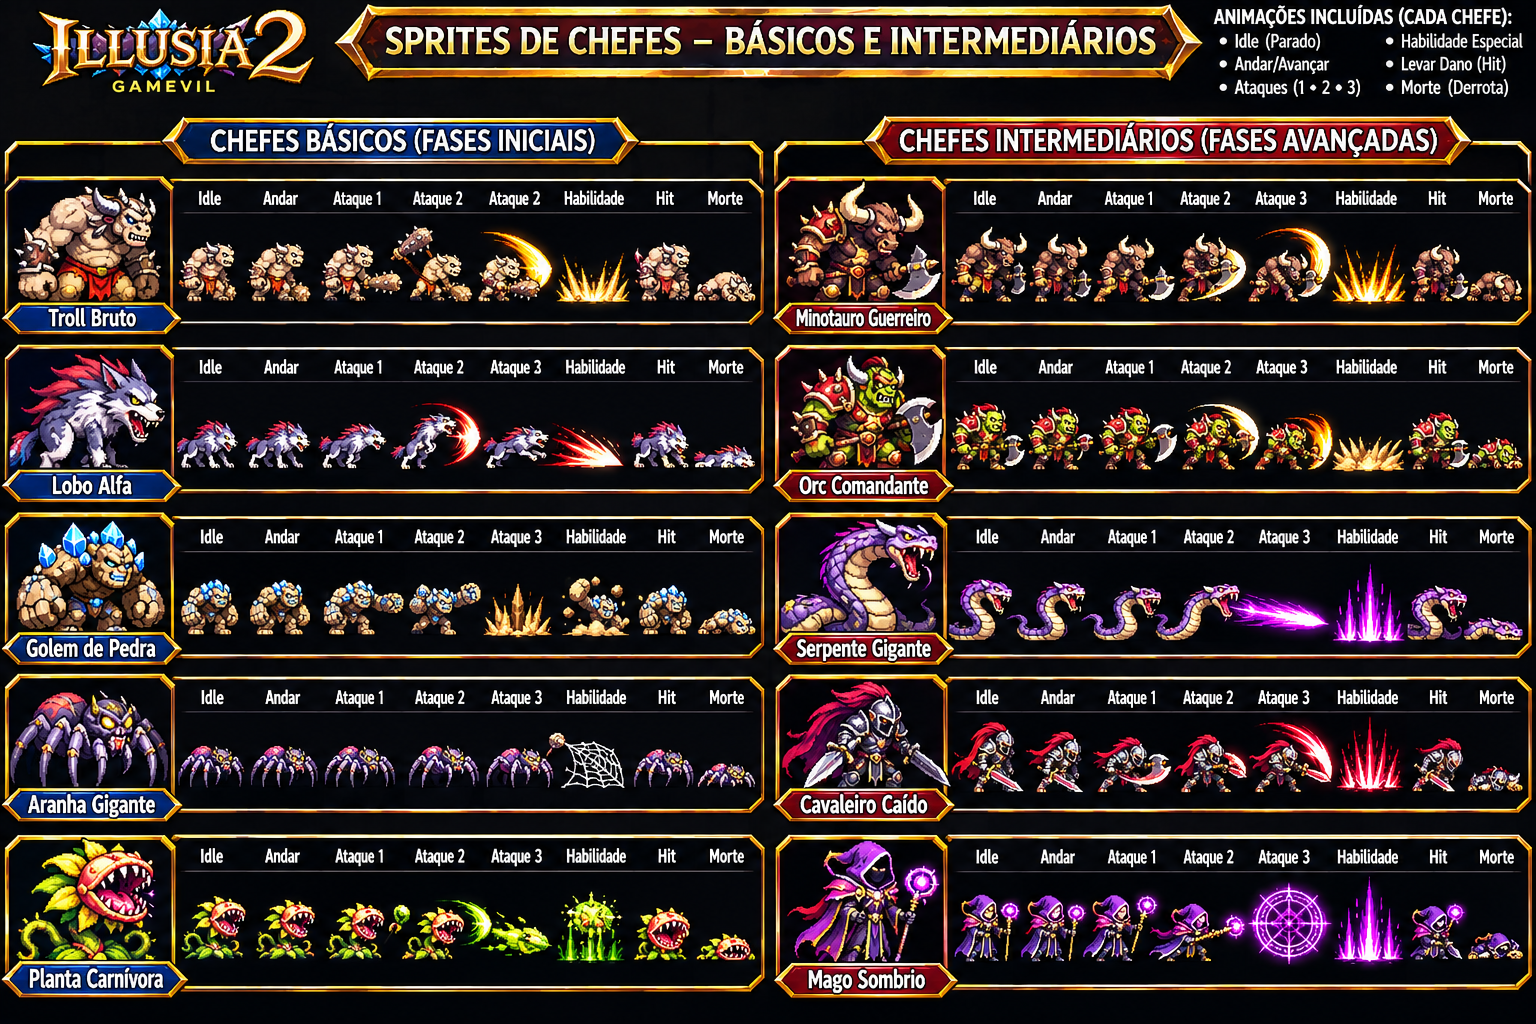 ILLUSIA 2
GAMEVIL
SPRITES DE CHEFES – BÁSICOS E INTERMEDIÁRIOS
ANIMAÇÕES INCLUÍDAS (CADA CHEFE):
• Idle (Parado)
• Andar/Avançar
• Ataques (1 • 2 • 3)
• Habilidade Especial
• Levar Dano (Hit)
• Morte (Derrota)
CHEFES BÁSICOS (FASES INICIAIS)
Idle Andar Ataque 1 Ataque 2 Ataque 2 Habilidade Hit Morte
Troll Bruto
Idle Andar Ataque 1 Ataque 2 Ataque 3 Habilidade Hit Morte
Lobo Alfa
Idle Andar Ataque 1 Ataque 2 Ataque 3 Habilidade Hit Morte
Golem de Pedra
Idle Andar Ataque 1 Ataque 2 Ataque 3 Habilidade Hit Morte
Aranha Gigante
Idle Andar Ataque 1 Ataque 2 Ataque 3 Habilidade Hit Morte
Planta Carnívora
CHEFES INTERMEDIÁRIOS (FASES AVANÇADAS)
Idle Andar Ataque 1 Ataque 2 Ataque 3 Habilidade Hit Morte
Minotauro Guerreiro
Idle Andar Ataque 1 Ataque 2 Ataque 3 Habilidade Hit Morte
Orc Comandante
Idle Andar Ataque 1 Ataque 2 Ataque 3 Habilidade Hit Morte
Serpente Gigante
Idle Andar Ataque 1 Ataque 2 Ataque 3 Habilidade Hit Morte
Cavaleiro Caído
Idle Andar Ataque 1 Ataque 2 Ataque 3 Habilidade Hit Morte
Mago Sombrio